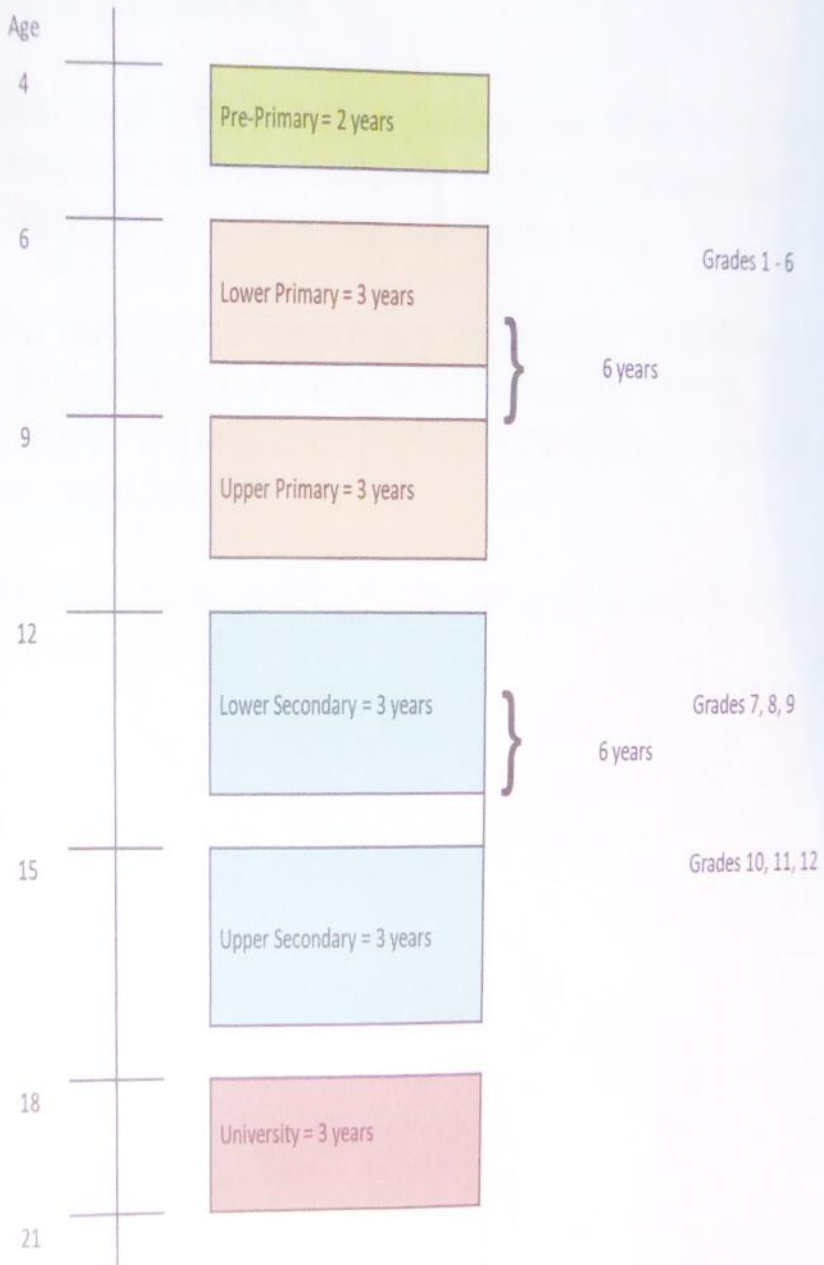 Age
4
Pre-Primary = 2 years
6
Grades 1 - 6
Lower Primary = 3 years
6 years
9
Upper Primary = 3 years
12
Lower Secondary = 3 years
Grades 7, 8, 9
6 years
15
Grades 10, 11, 12
Upper Secondary = 3 years
18
University = 3 years
21